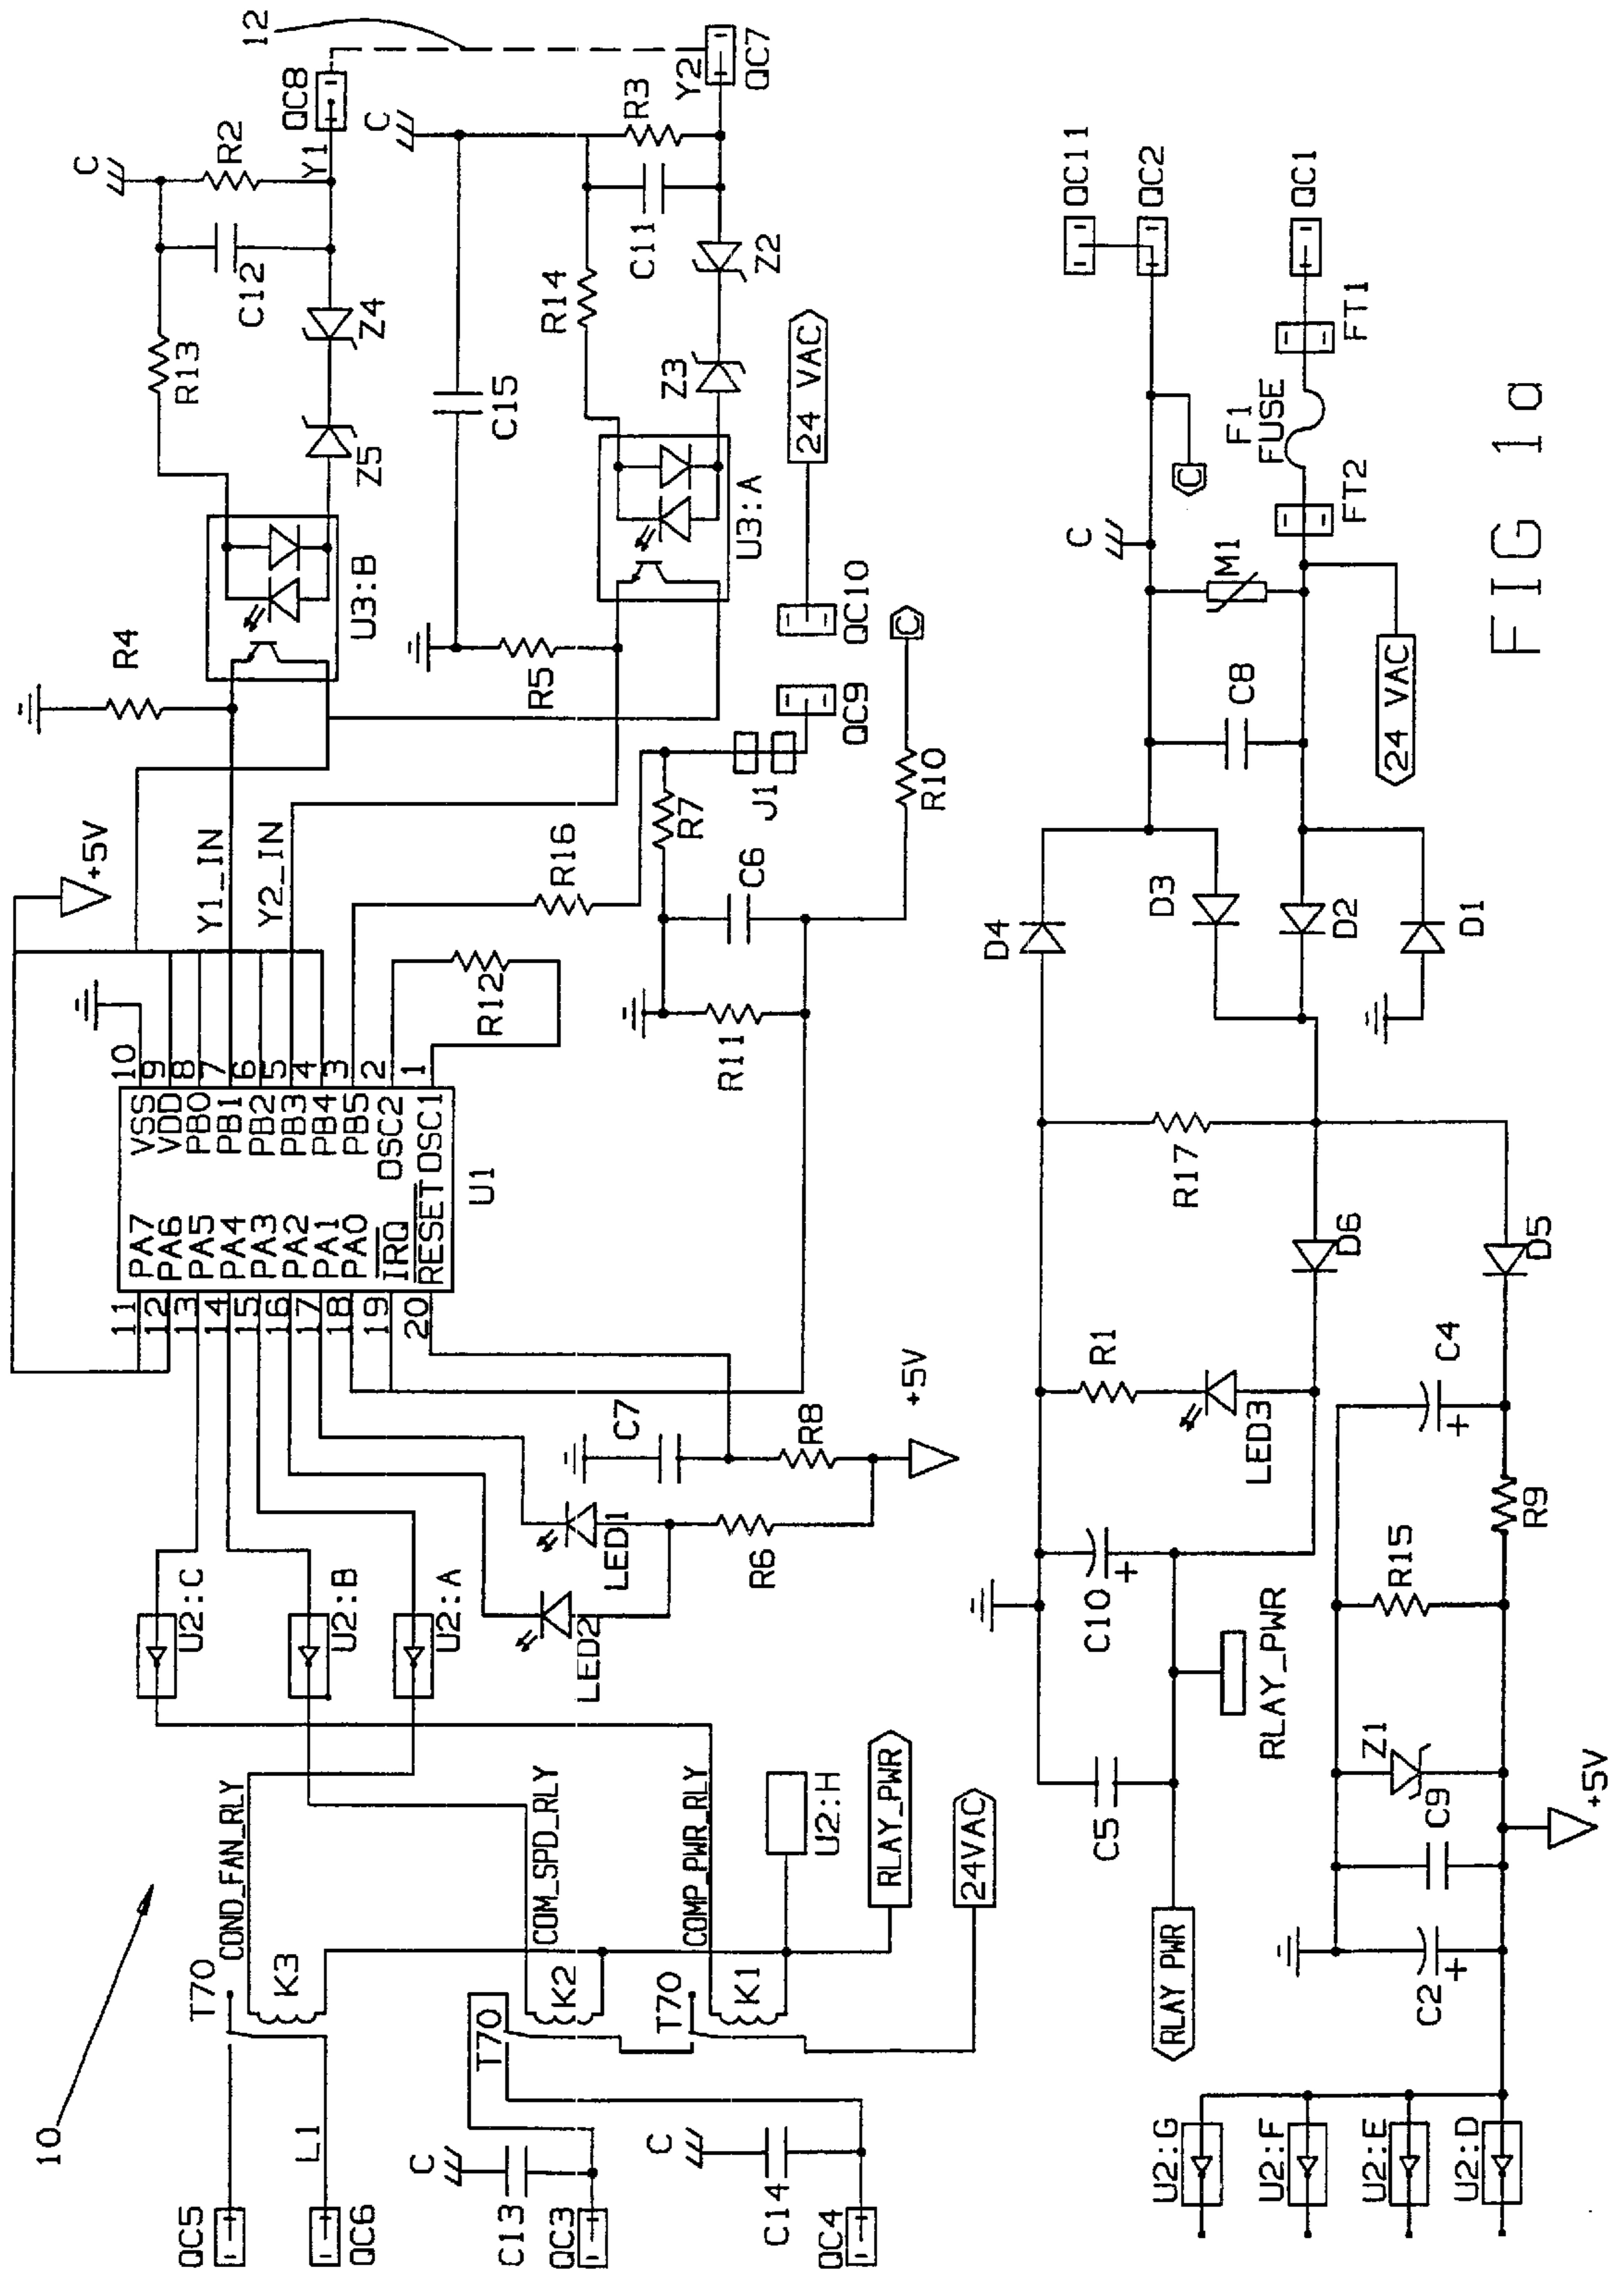 10
12
QC5
QC6
L1
T70
COND_FAN_RLY
K3
C
C13
QC3
T70
COM_SPD_RLY
K2
C
C14
QC4
T70
COMP_PWR_RLY
K1
U2:H
RLAY_PWR
24VAC
U2:C
U2:B
U2:A
LED2
LED1
R6
C7
R8
+5V
11 PA7
12 PA6
13 PA5
14 PA4
15 PA3
16 PA2
17 PA1
18 PA0
19 IRQ
20 RESET
VSS 10
VDD 9
PB0 8
PB1 7
PB2 6
PB3 5
PB4 4
PB5 3
OSC2 2
OSC1 1
U1
+5V
Y1_IN
Y2_IN
R12
R16
R11
C6
R7
J1
QC9
R10
C
QC10
24 VAC
R4
U3:B
R13
Z5
Z4
C12
C
R2
Y1
QC8
R5
C15
U3:A
R14
Z3
Z2
C11
C
R3
Y2
QC7
U2:G
U2:F
U2:E
U2:D
RLAY PWR
C5
RLAY_PWR
C10
LED3
R1
D6
R17
D5
C4
R9
R15
Z1
C9
C2
+5V
D4
D3
D2
D1
C8
24 VAC
M1
C
C
FT2
F1
FUSE
FT1
QC11
QC2
QC1
FIG 1a